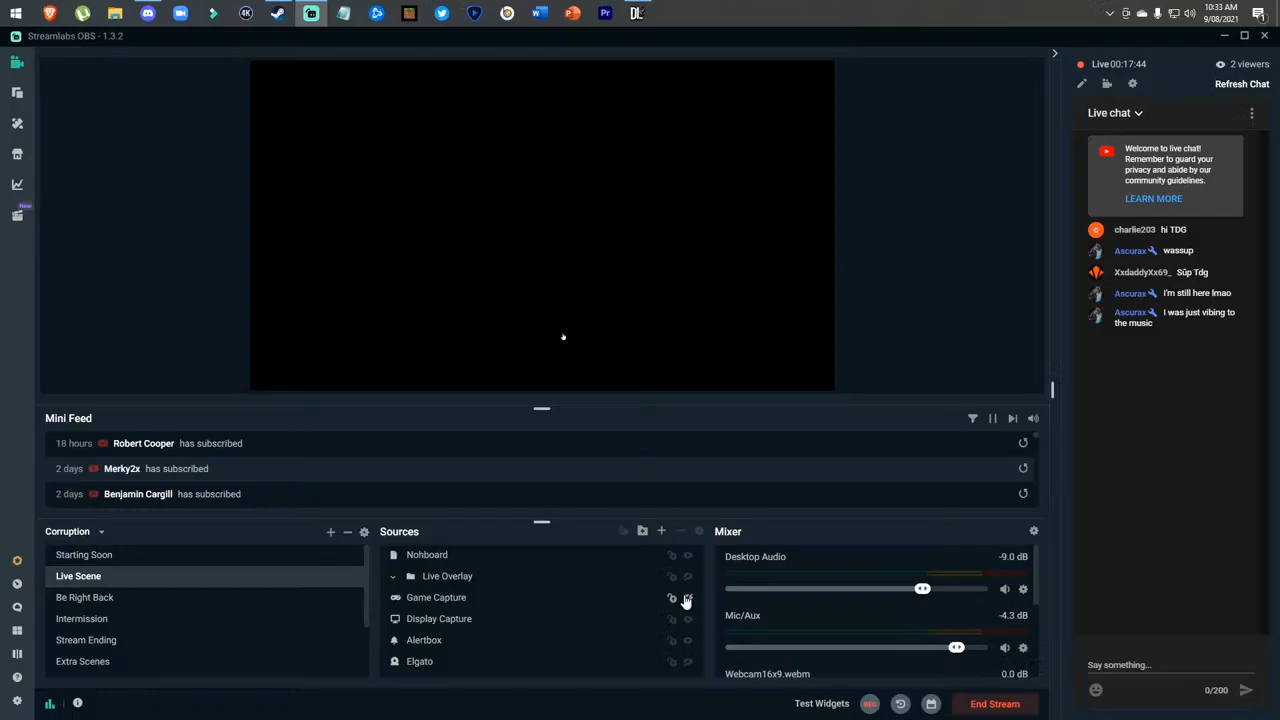 10:33 AM
9/08/2021
Streamlabs OBS - 1.3.2
Live 00:17:44
2 viewers
Refresh Chat
Live chat
Welcome to live chat!
Remember to guard your
privacy and abide by our
community guidelines.
LEARN MORE
charlie203 hi TDG
Ascurax wassup
XxdaddyXx69_ Sûp Tdg
Ascurax I'm still here lmao
Ascurax I was just vibing to
the music
New
Mini Feed
18 hours Robert Cooper has subscribed
2 days Merky2x has subscribed
2 days Benjamin Cargill has subscribed
Corruption
Starting Soon
Live Scene
Be Right Back
Intermission
Stream Ending
Extra Scenes
Sources
Nohboard
Live Overlay
Game Capture
Display Capture
Alertbox
Elgato
Mixer
Desktop Audio -9.0 dB
Mic/Aux -4.3 dB
Webcam16x9.webm 0.0 dB
Say something...
0/200
Test Widgets
REC
End Stream